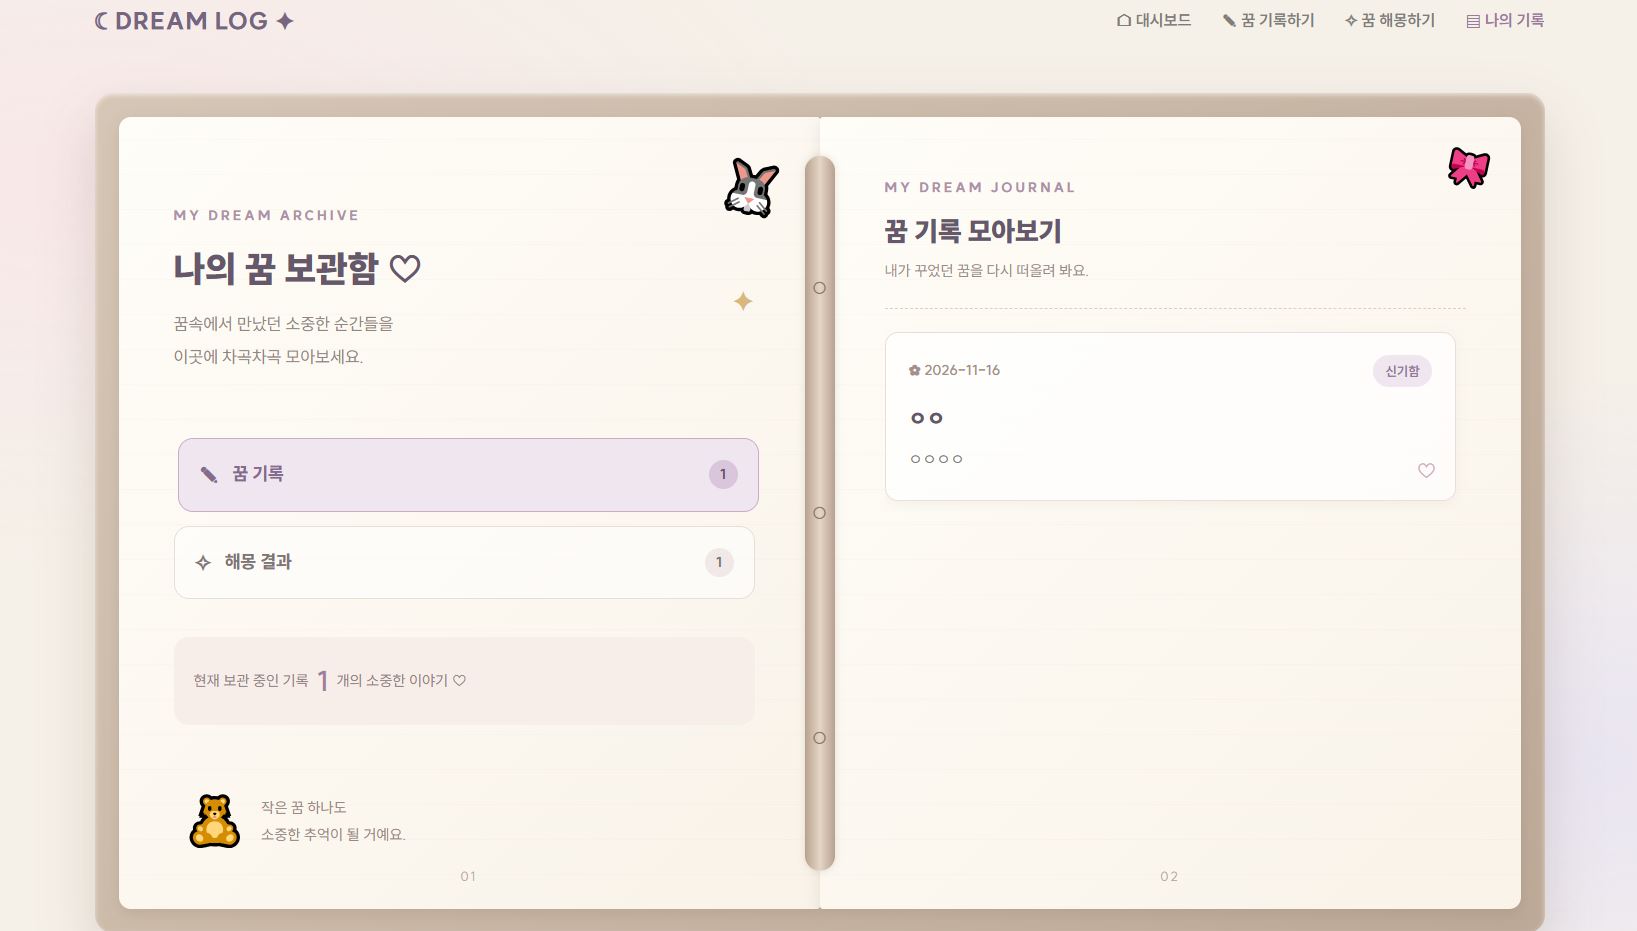 ☾ DREAM LOG ✦
대시보드
꿈 기록하기
꿈 해몽하기
나의 기록
MY DREAM ARCHIVE
나의 꿈 보관함 ♡
꿈속에서 만났던 소중한 순간들을
이곳에 차곡차곡 모아보세요.
꿈 기록 1
해몽 결과 1
현재 보관 중인 기록 1 개의 소중한 이야기 ♡
작은 꿈 하나도
소중한 추억이 될 거예요.
01
MY DREAM JOURNAL
꿈 기록 모아보기
내가 꾸었던 꿈을 다시 떠올려 봐요.
✿ 2026-11-16
신기함
ㅇㅇ
ㅇㅇㅇㅇ
♡
02